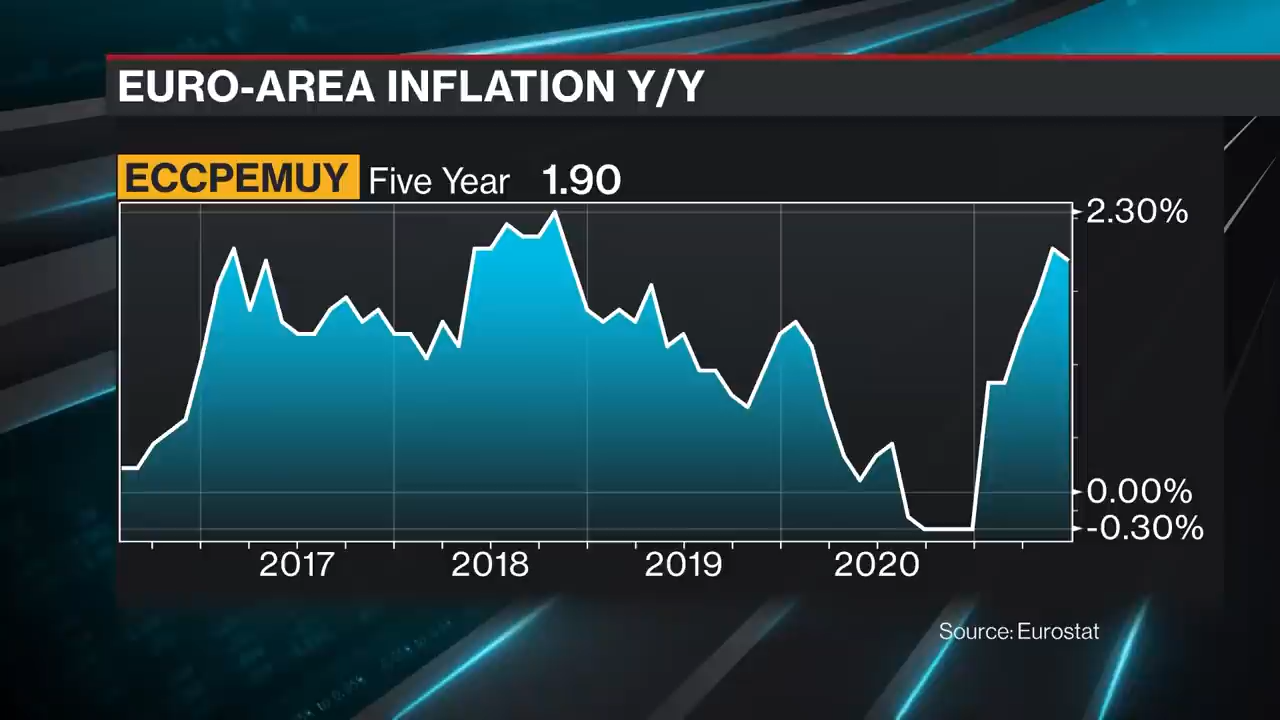 EURO-AREA INFLATION Y/Y
ECCPEMUY Five Year 1.90
2.30%
0.00%
-0.30%
2017 2018 2019 2020
Source: Eurostat